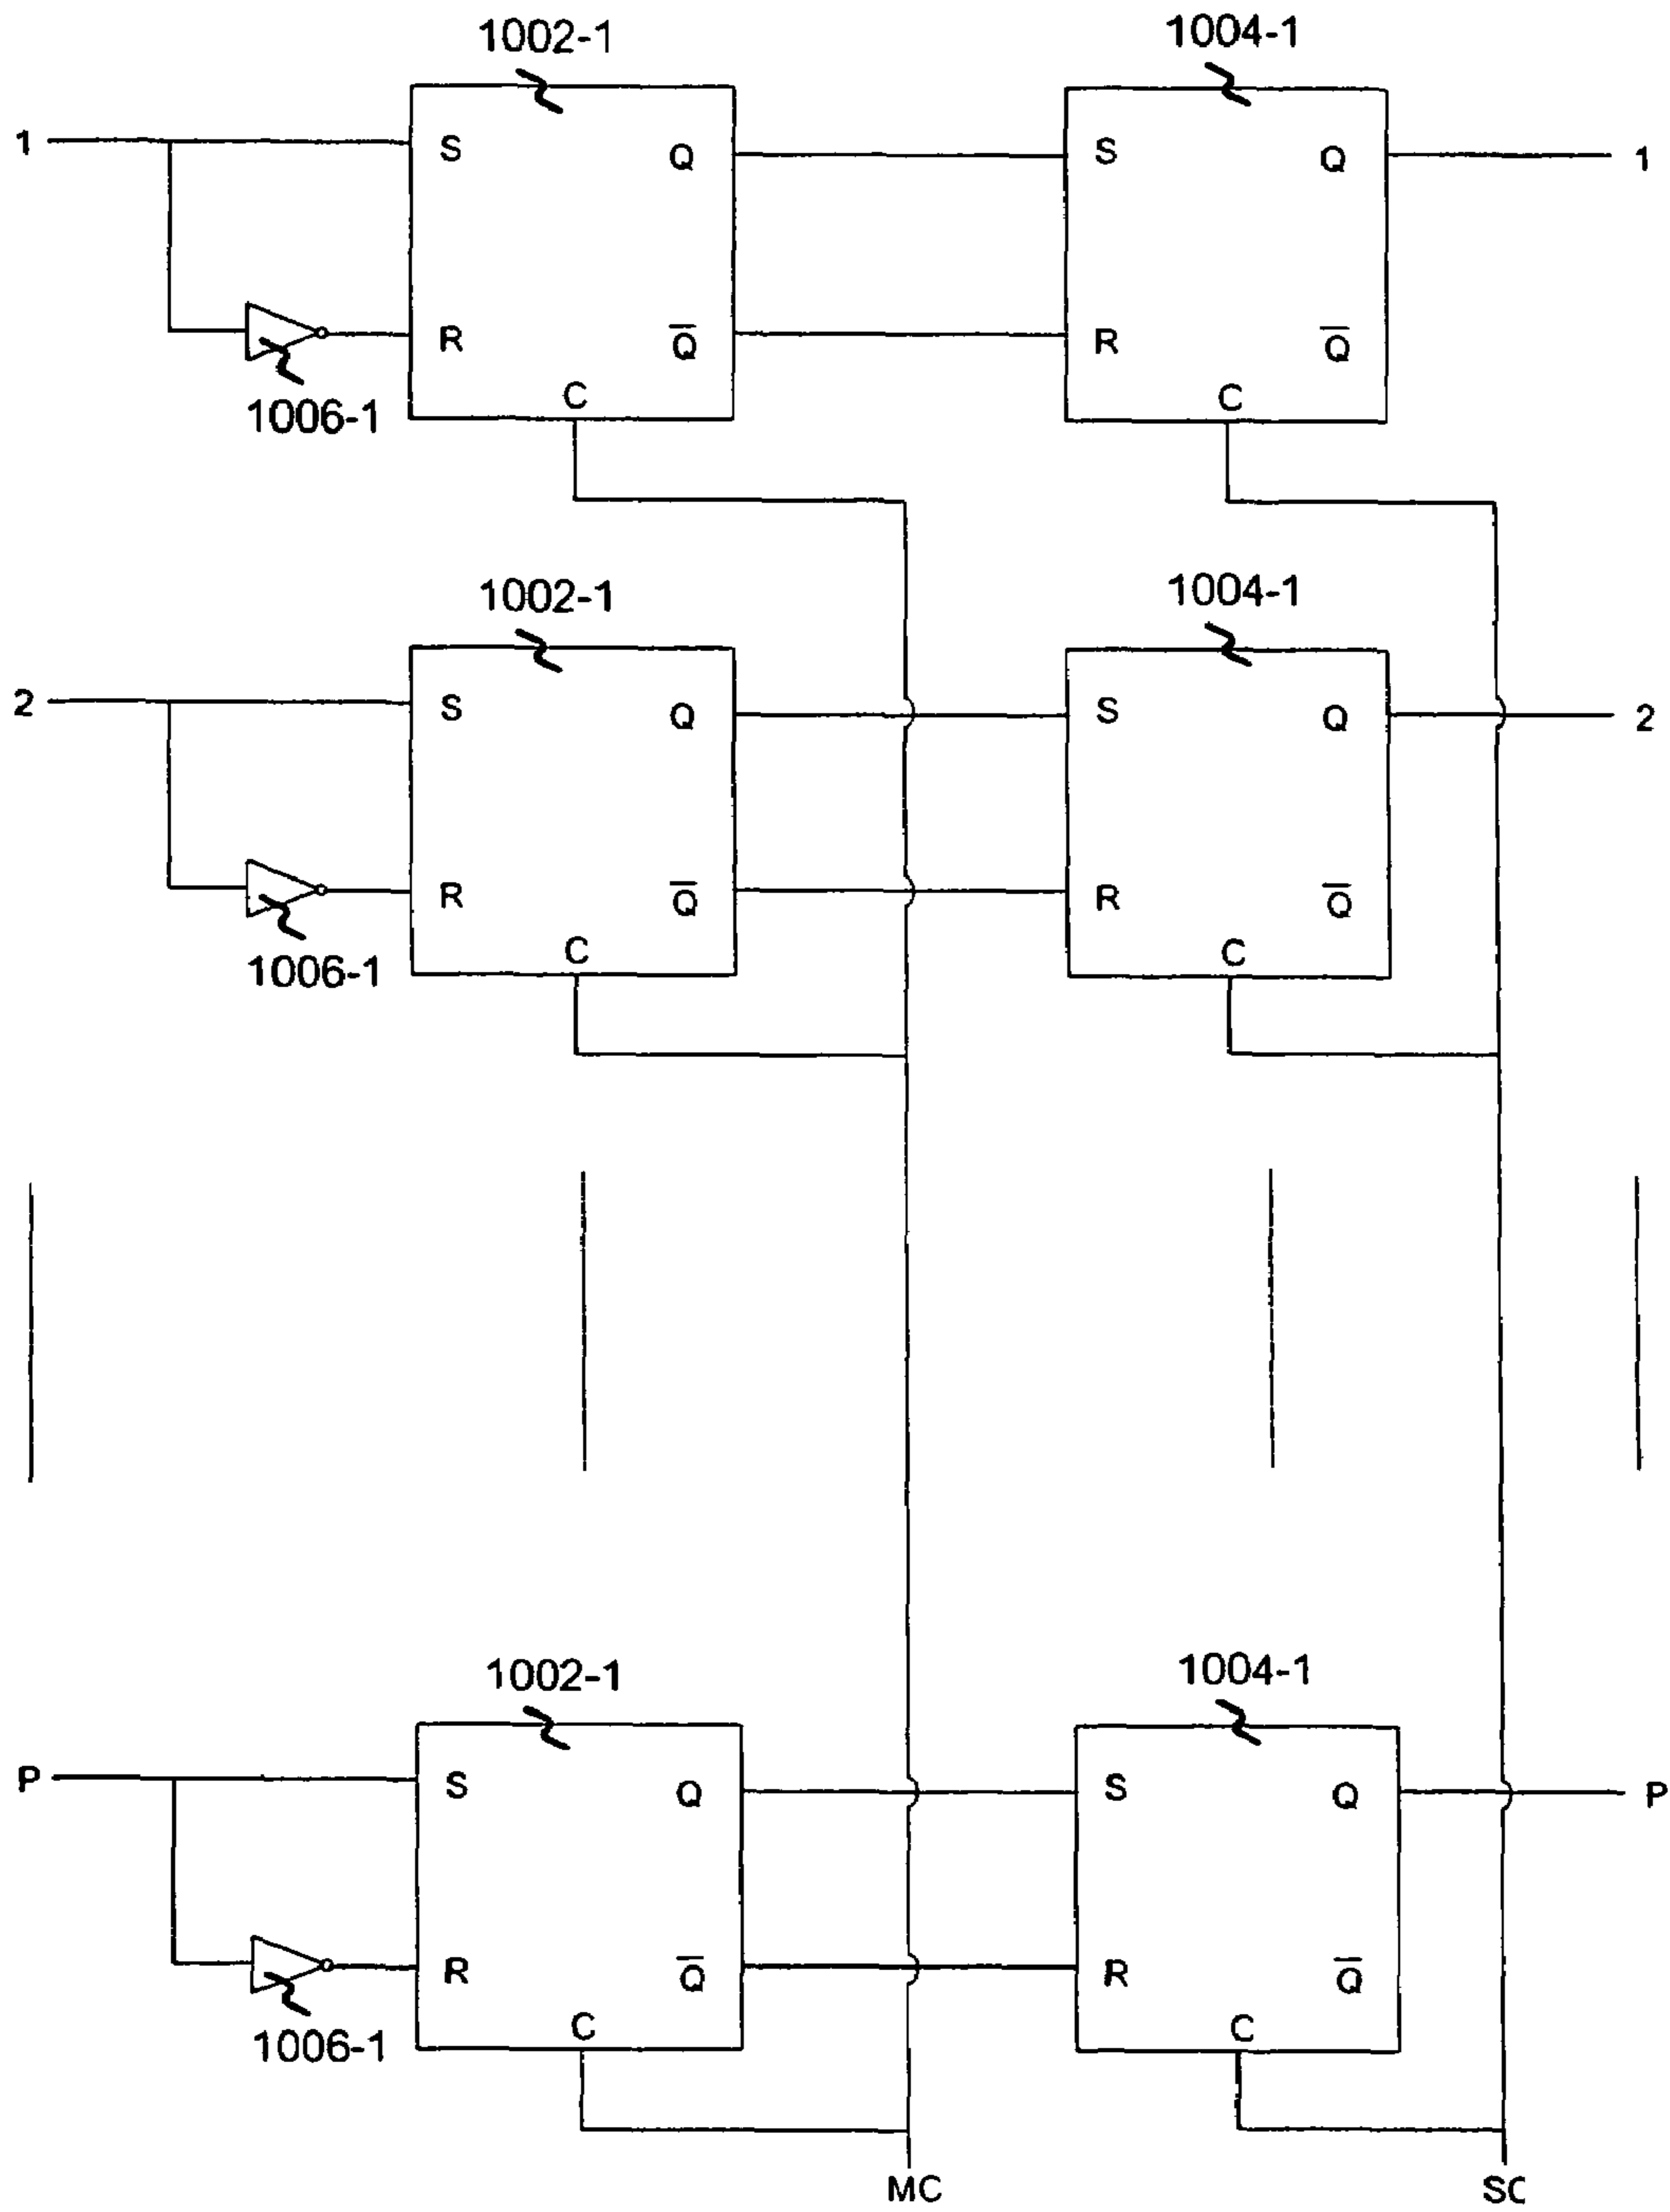 1002-1 1004-1
1 S Q S Q 1
R Q̅ R Q̅
1006-1 C C
1002-1 1004-1
2 S Q S Q 2
R Q̅ R Q̅
1006-1 C C
1002-1 1004-1
P S Q S Q P
R Q̅ R Q̅
1006-1 C C
MC SC